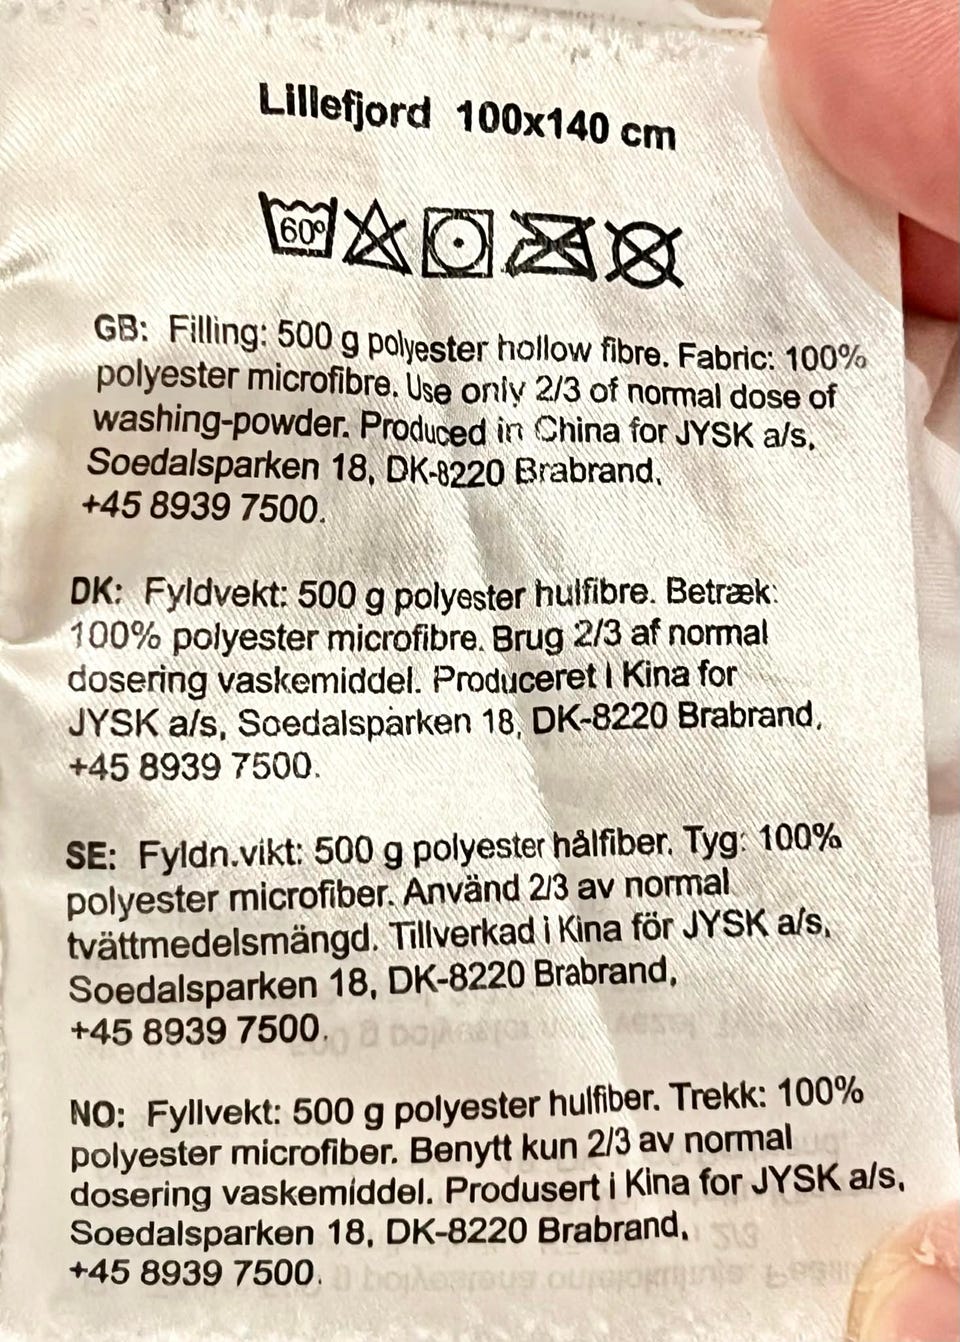 Lillefjord 100x140 cm
60°
GB: Filling: 500 g polyester hollow fibre. Fabric: 100%
polyester microfibre. Use only 2/3 of normal dose of
washing-powder. Produced in China for JYSK a/s,
Soedalsparken 18, DK-8220 Brabrand,
+45 8939 7500.
DK: Fyldvekt: 500 g polyester hulfibre. Betræk:
100% polyester microfibre. Brug 2/3 af normal
dosering vaskemiddel. Produceret I Kina for
JYSK a/s, Soedalsparken 18, DK-8220 Brabrand,
+45 8939 7500.
SE: Fyldn.vikt: 500 g polyester hålfiber. Tyg: 100%
polyester microfiber. Använd 2/3 av normal
tvättmedelsmängd. Tillverkad i Kina för JYSK a/s,
Soedalsparken 18, DK-8220 Brabrand,
+45 8939 7500.
NO: Fyllvekt: 500 g polyester hulfiber. Trekk: 100%
polyester microfiber. Benytt kun 2/3 av normal
dosering vaskemiddel. Produsert i Kina for JYSK a/s,
Soedalsparken 18, DK-8220 Brabrand,
+45 8939 7500.